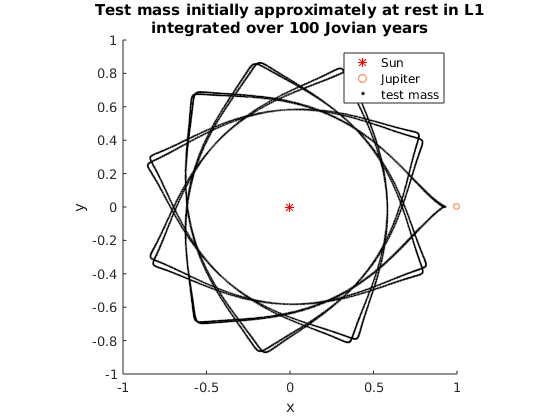 Test mass initially approximately at rest in L1
integrated over 100 Jovian years
Sun
Jupiter
test mass
1
0.8
0.6
0.4
0.2
0
-0.2
-0.4
-0.6
-0.8
-1
y
-1
-0.5
0
0.5
1
x